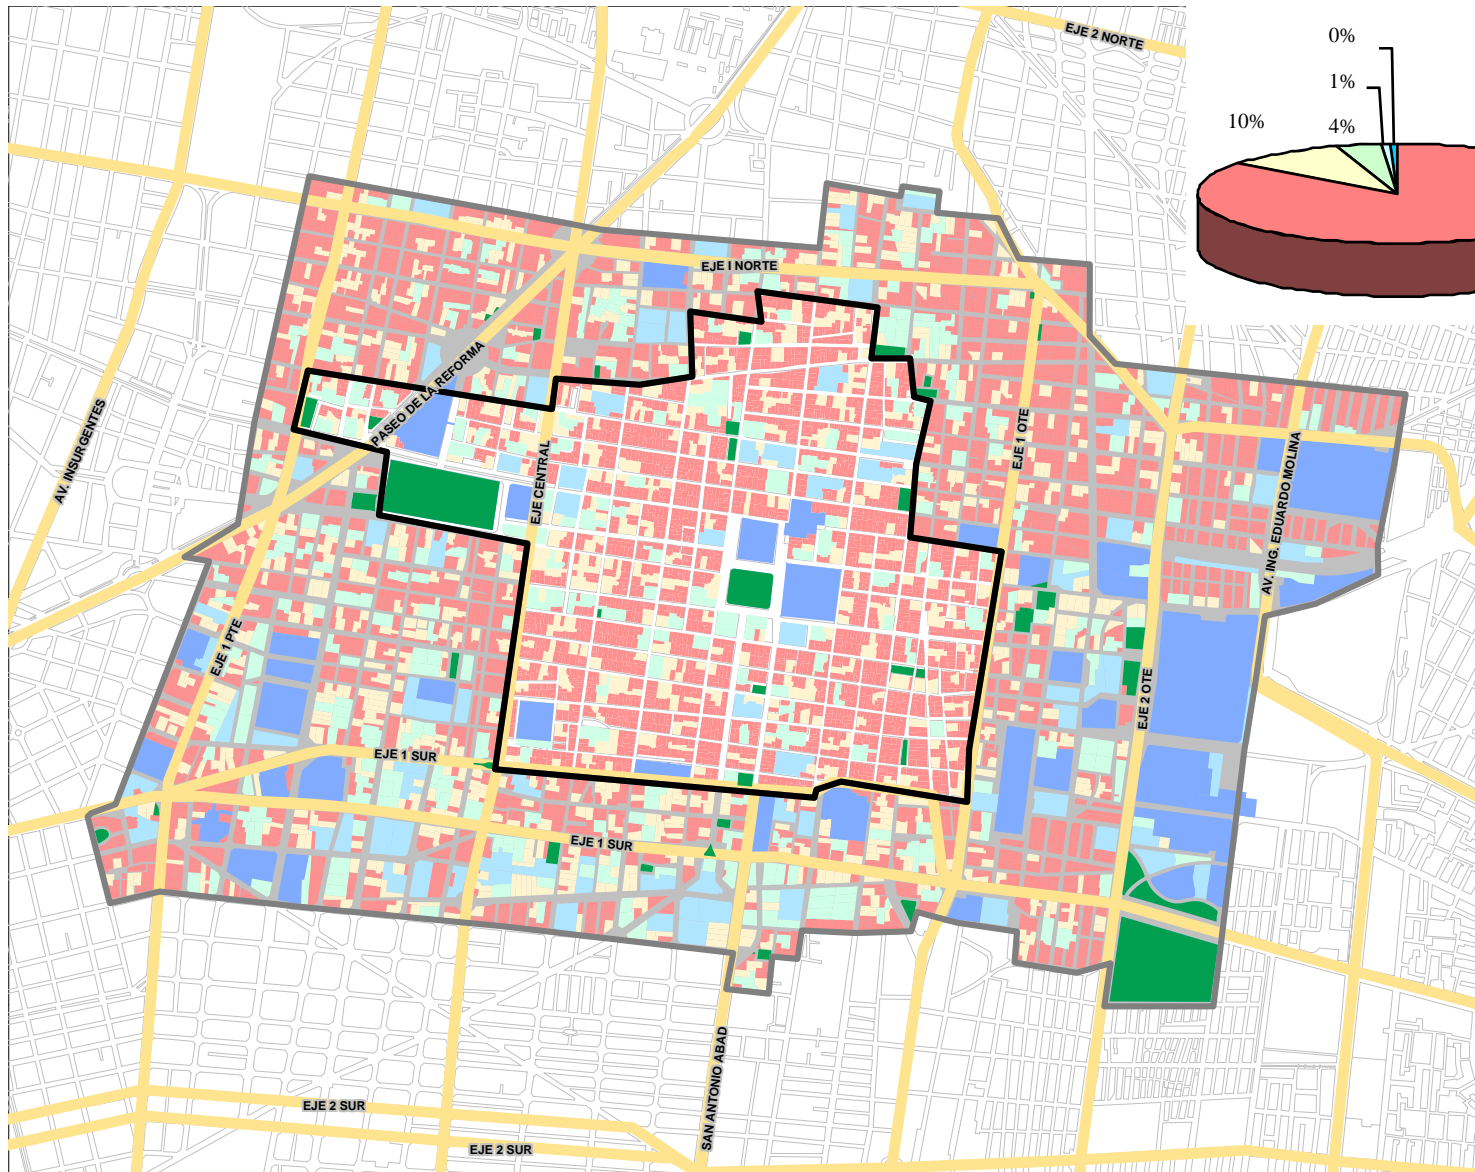 EJE 2 NORTE
0%
1%
10%
4%
EJE I NORTE
PASEO DE LA REFORMA
AV. INSURGENTES
EJE CENTRAL
EJE 1 OTE
AV. ING. EDUARDO MOLINA
EJE 1 PTE
EJE 2 OTE
EJE 1 SUR
EJE 1 SUR
SAN ANTONIO ABAD
EJE 2 SUR
EJE 2 SUR